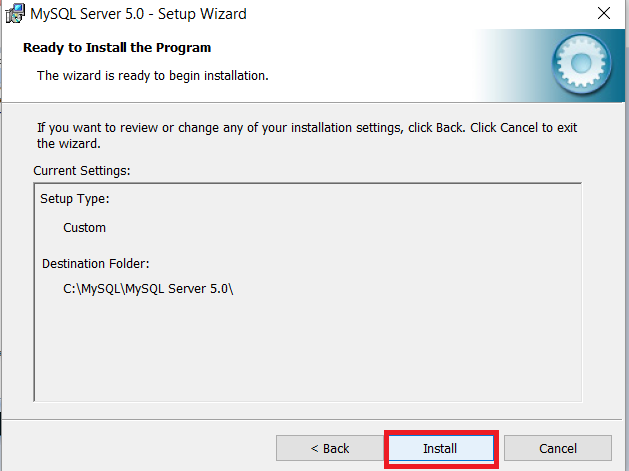 MySQL Server 5.0 - Setup Wizard
Ready to Install the Program
The wizard is ready to begin installation.
If you want to review or change any of your installation settings, click Back. Click Cancel to exit
the wizard.
Current Settings:
Setup Type:
Custom
Destination Folder:
C:\MySQL\MySQL Server 5.0\
< Back
Install
Cancel